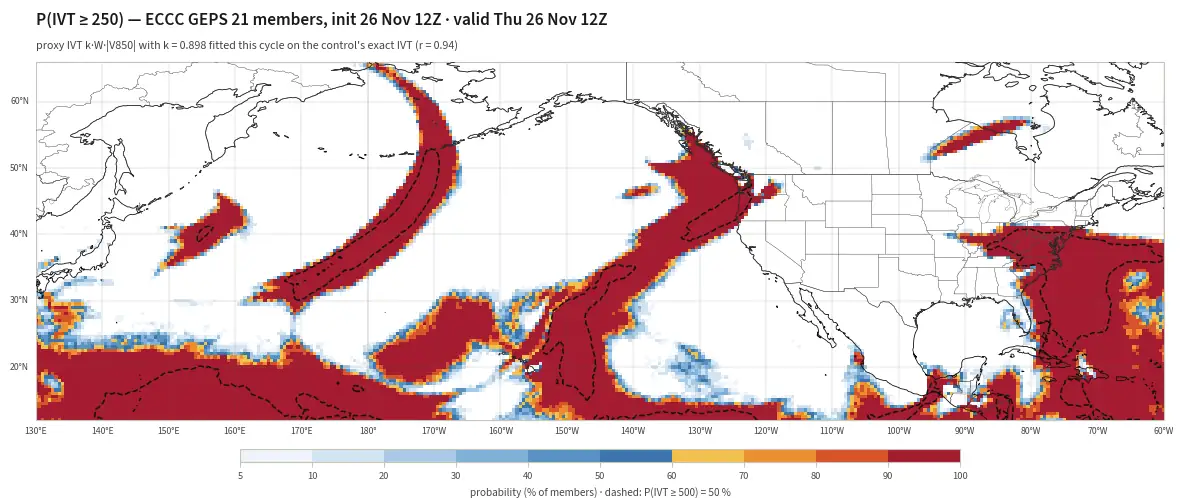 P(IVT ≥ 250) — ECCC GEPS 21 members, init 26 Nov 12Z · valid Thu 26 Nov 12Z
proxy IVT k·W·|V850| with k = 0.898 fitted this cycle on the control's exact IVT (r = 0.94)
60°N
50°N
40°N
30°N
20°N
130°E 140°E 150°E 160°E 180° 170°W 160°W 150°W 140°W 130°W 120°W 110°W 100°W 90°W 80°W 70°W 60°W
5 10 20 30 40 50 60 70 80 90 100
probability (% of members) · dashed: P(IVT ≥ 500) = 50 %